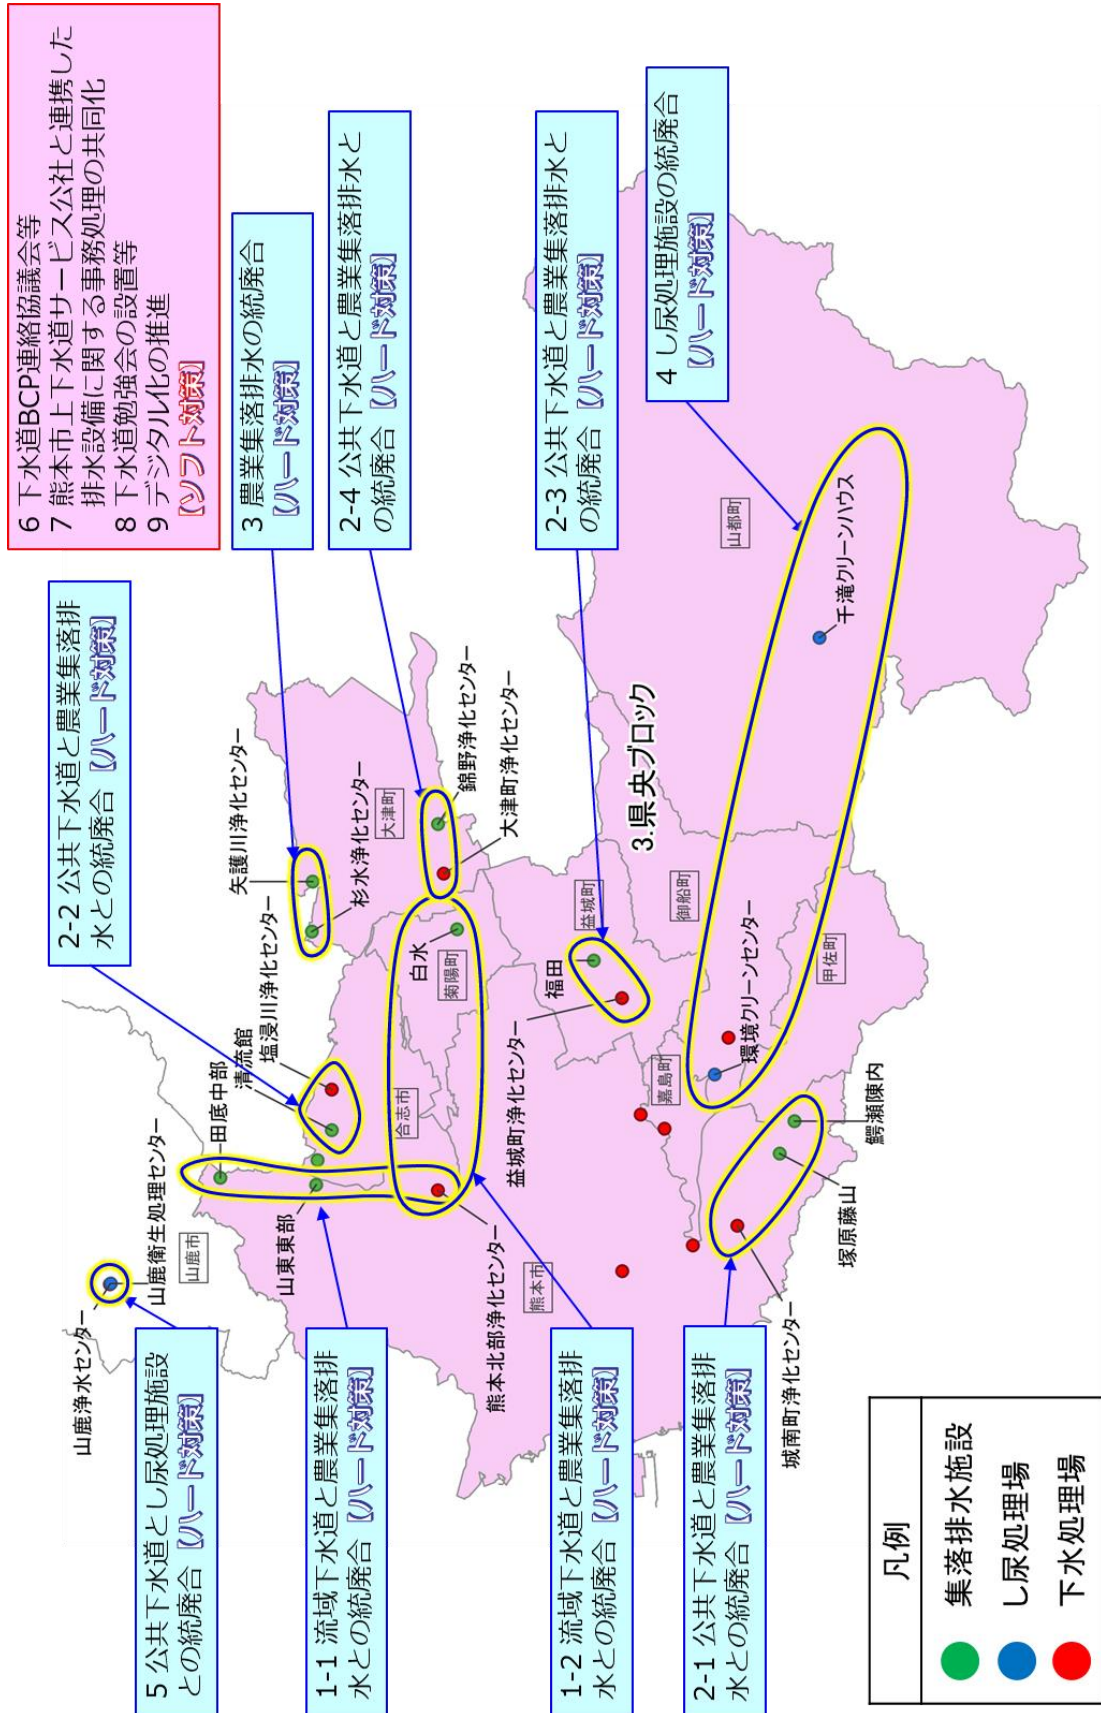 5 公共下水道とし尿処理施設
との統廃合【ハード対策】
1-1 流域下水道と農業集落排
水との統廃合【ハード対策】
1-2 流域下水道と農業集落排
水との統廃合【ハード対策】
2-1 公共下水道と農業集落排
水との統廃合【ハード対策】
2-2 公共下水道と農業集落排
水との統廃合【ハード対策】
6 下水道BCP連絡協議会等
7 熊本市上下水道サービス公社と連携した
排水設備に関する事務処理の共同化
8 下水道勉強会の設置等
9 デジタル化の推進
【ソフト対策】
3 農業集落排水の統廃合
【ハード対策】
2-4 公共下水道と農業集落排水と
の統廃合【ハード対策】
2-3 公共下水道と農業集落排水と
の統廃合【ハード対策】
4 し尿処理施設の統廃合
【ハード対策】
山鹿浄水センター
山鹿衛生処理センター
山鹿市
田底中部
清流館
塩浸川浄化センター
矢護川浄化センター
杉水浄化センター
大津町
山東東部
合志市
白水
菊陽町
錦野浄化センター
大津町浄化センター
熊本北部浄化センター
熊本市
益城町浄化センター
福田
益城町
3.県央ブロック
嘉島町
御船町
山都町
環境クリーンセンター
千滝クリーンハウス
甲佐町
城南町浄化センター
塚原藤山
鰐瀬陳内
凡例
集落排水施設
し尿処理場
下水処理場